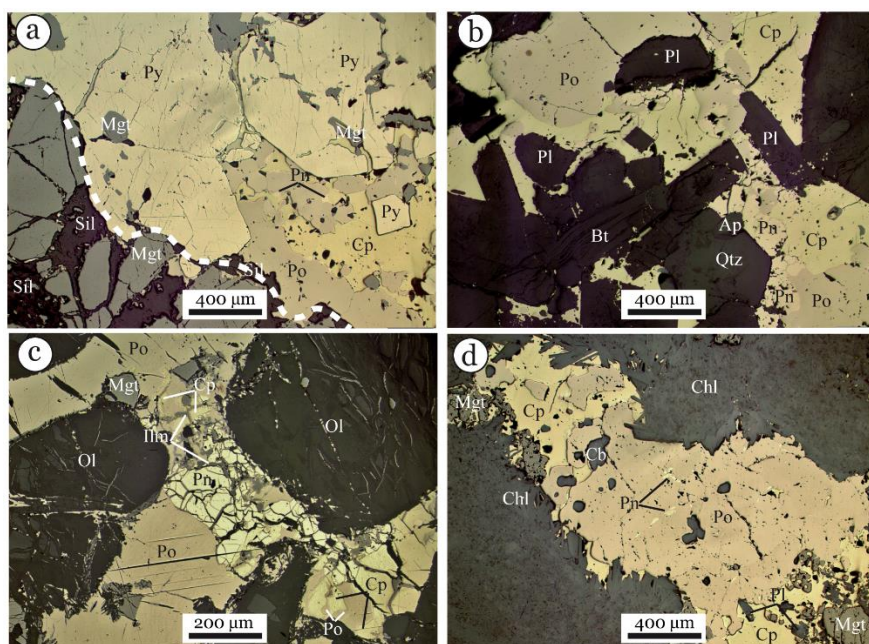 a
Py
Py
Mgt
Mgt
Pn
Py
Sil
Cp
Mgt
Sil
Po
Sil
400 µm
b
Cp
Pl
Po
Pl
Pl
Ap
Pn
Cp
Bt
Qtz
Pn
Po
400 µm
c
Po
Cp
Mgt
Ol
Ilm
Ol
Pn
Po
Cp
Po
200 µm
d
Chl
Mgt
Cp
Cb
Chl
Pn
Po
Pl
Mgt
Cp
400 µm